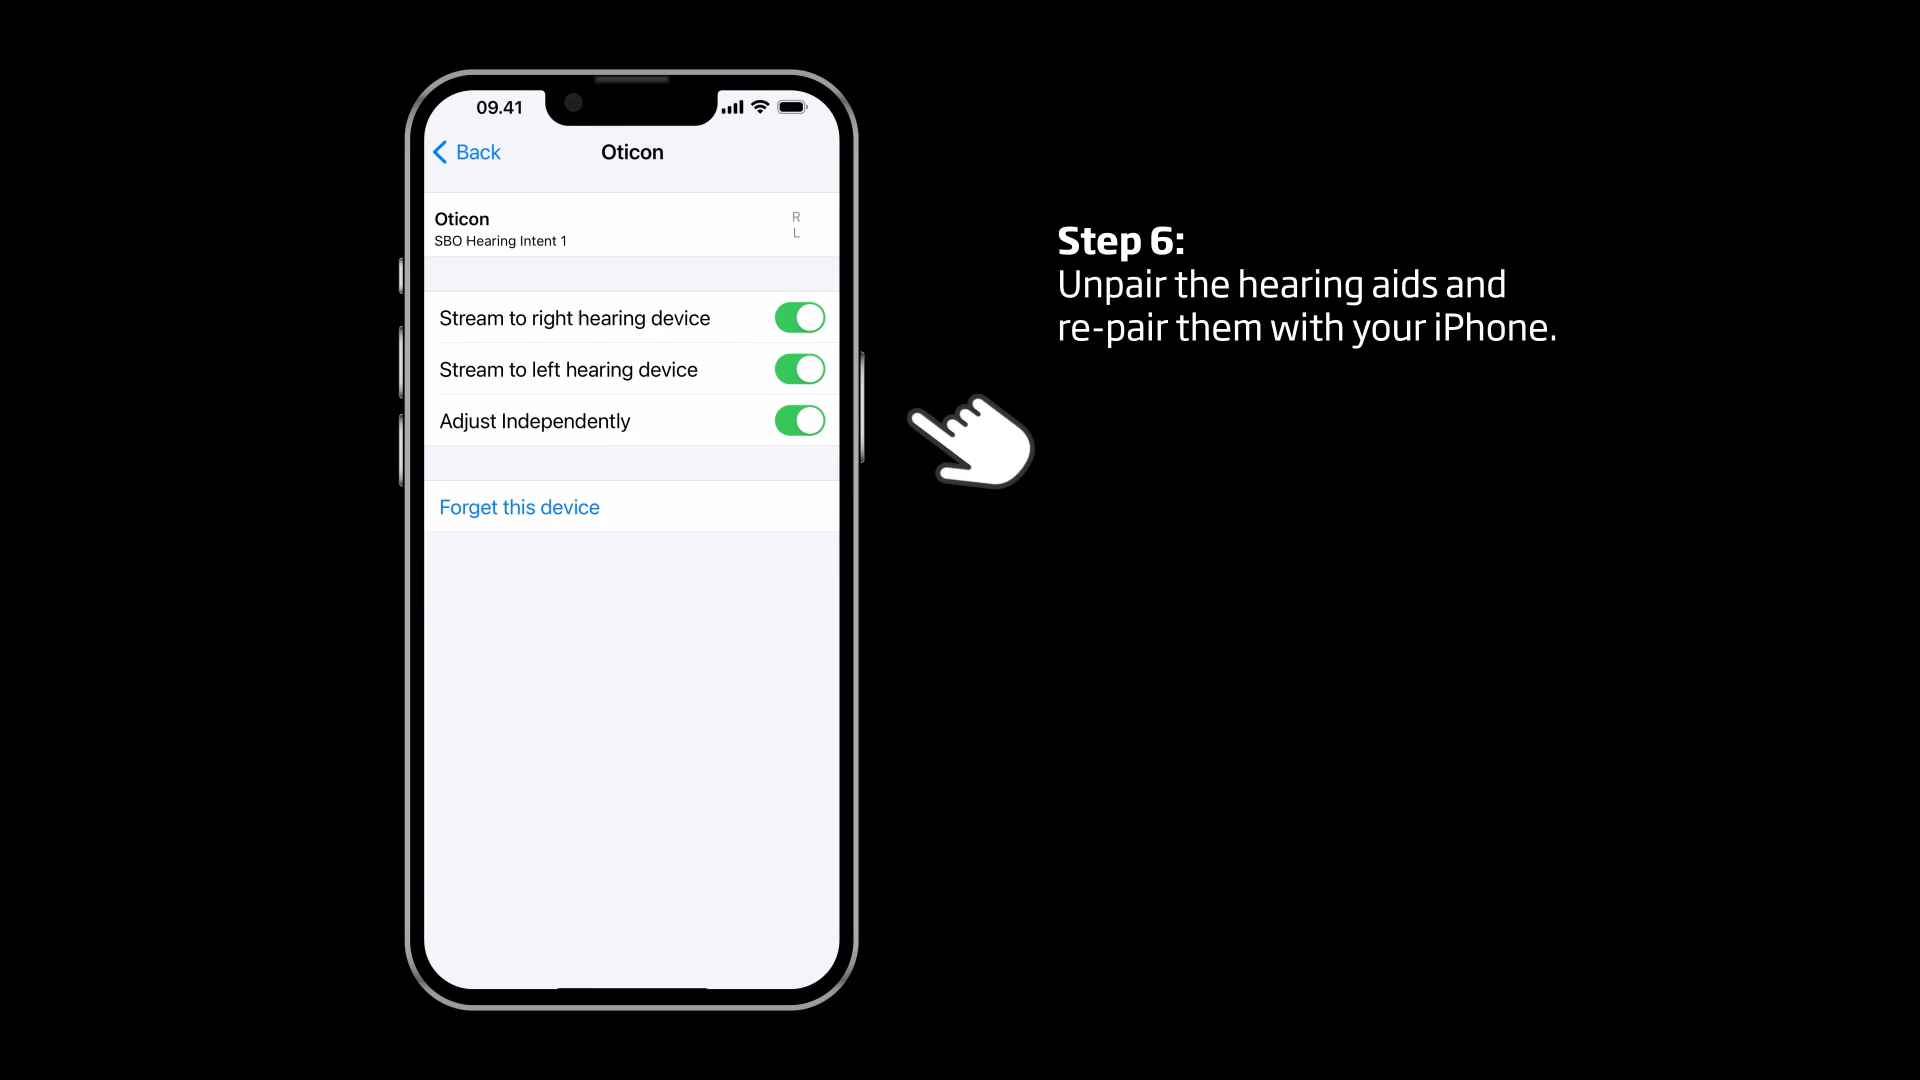 09.41
Back
Oticon
Oticon
R
SBO Hearing Intent 1
L
Stream to right hearing device
Stream to left hearing device
Adjust Independently
Forget this device
Step 6:
Unpair the hearing aids and
re-pair them with your iPhone.